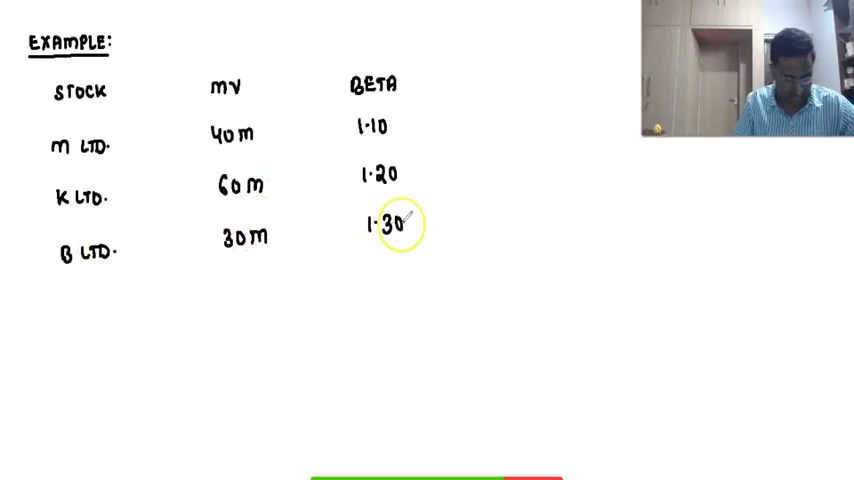 EXAMPLE:
STOCK MV BETA
M LTD. 40M 1.10
K LTD. 60M 1.20
B LTD. 30M 1.30